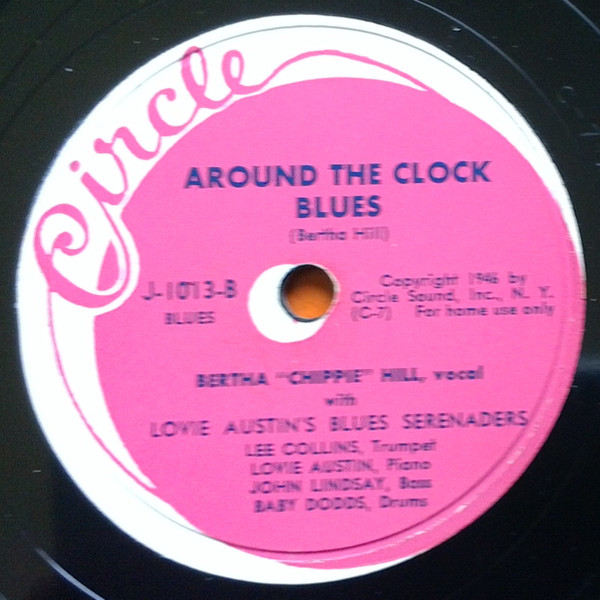 Circle
AROUND THE CLOCK
BLUES
(Bertha Hill)
J-1013-B
BLUES
Copyright 1946 by
Circle Sound, Inc., N. Y.
(C-7) For home use only
BERTHA "CHIPPIE" HILL, vocal
with
LOVIE AUSTIN'S BLUES SERENADERS
LEE COLLINS, Trumpet
LOVIE AUSTIN, Piano
JOHN LINDSAY, Bass
BABY DODDS, Drums